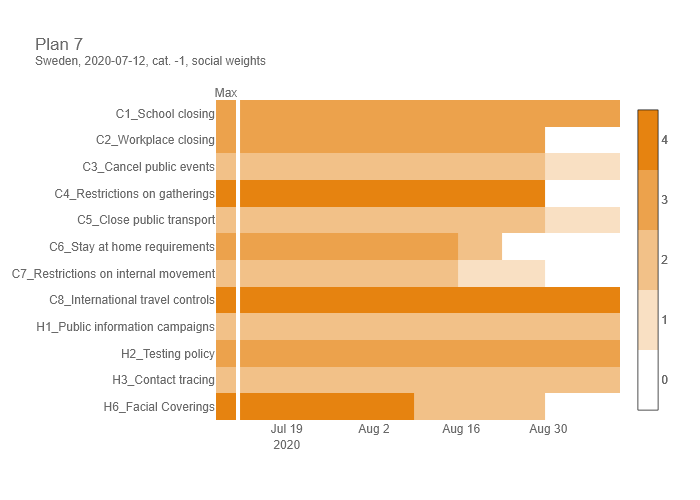 Plan 7
Sweden, 2020-07-12, cat. -1, social weights
Max
C1_School closing
C2_Workplace closing
C3_Cancel public events
C4_Restrictions on gatherings
C5_Close public transport
C6_Stay at home requirements
C7_Restrictions on internal movement
C8_International travel controls
H1_Public information campaigns
H2_Testing policy
H3_Contact tracing
H6_Facial Coverings
Jul 19 Aug 2 Aug 16 Aug 30
2020
4
3
2
1
0